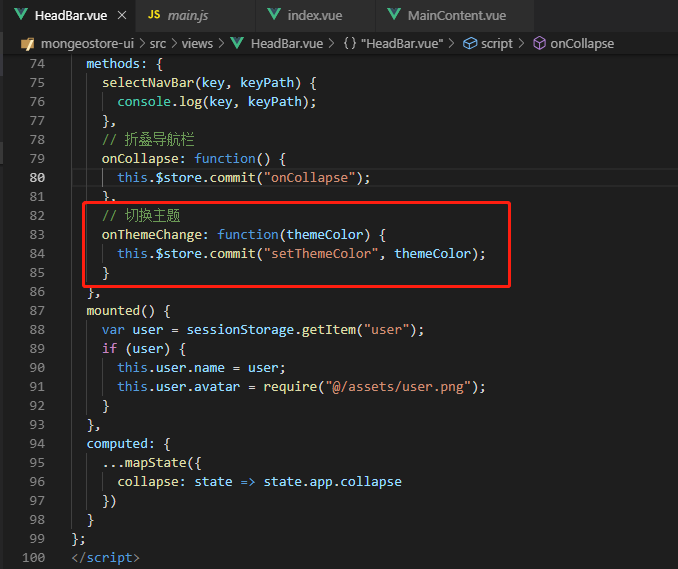 HeadBar.vue JS main.js index.vue MainContent.vue
mongeostore-ui > src > views > HeadBar.vue > {} "HeadBar.vue" > script > onCollapse
74 methods: {
75 selectNavBar(key, keyPath) {
76 console.log(key, keyPath);
77 },
78 // 折叠导航栏
79 onCollapse: function() {
80 this.$store.commit("onCollapse");
81 },
82 // 切换主题
83 onThemeChange: function(themeColor) {
84 this.$store.commit("setThemeColor", themeColor);
85 }
86 },
87 mounted() {
88 var user = sessionStorage.getItem("user");
89 if (user) {
90 this.user.name = user;
91 this.user.avatar = require("@/assets/user.png");
92 }
93 },
94 computed: {
95 ...mapState({
96 collapse: state => state.app.collapse
97 })
98 }
99 };
100 </script>